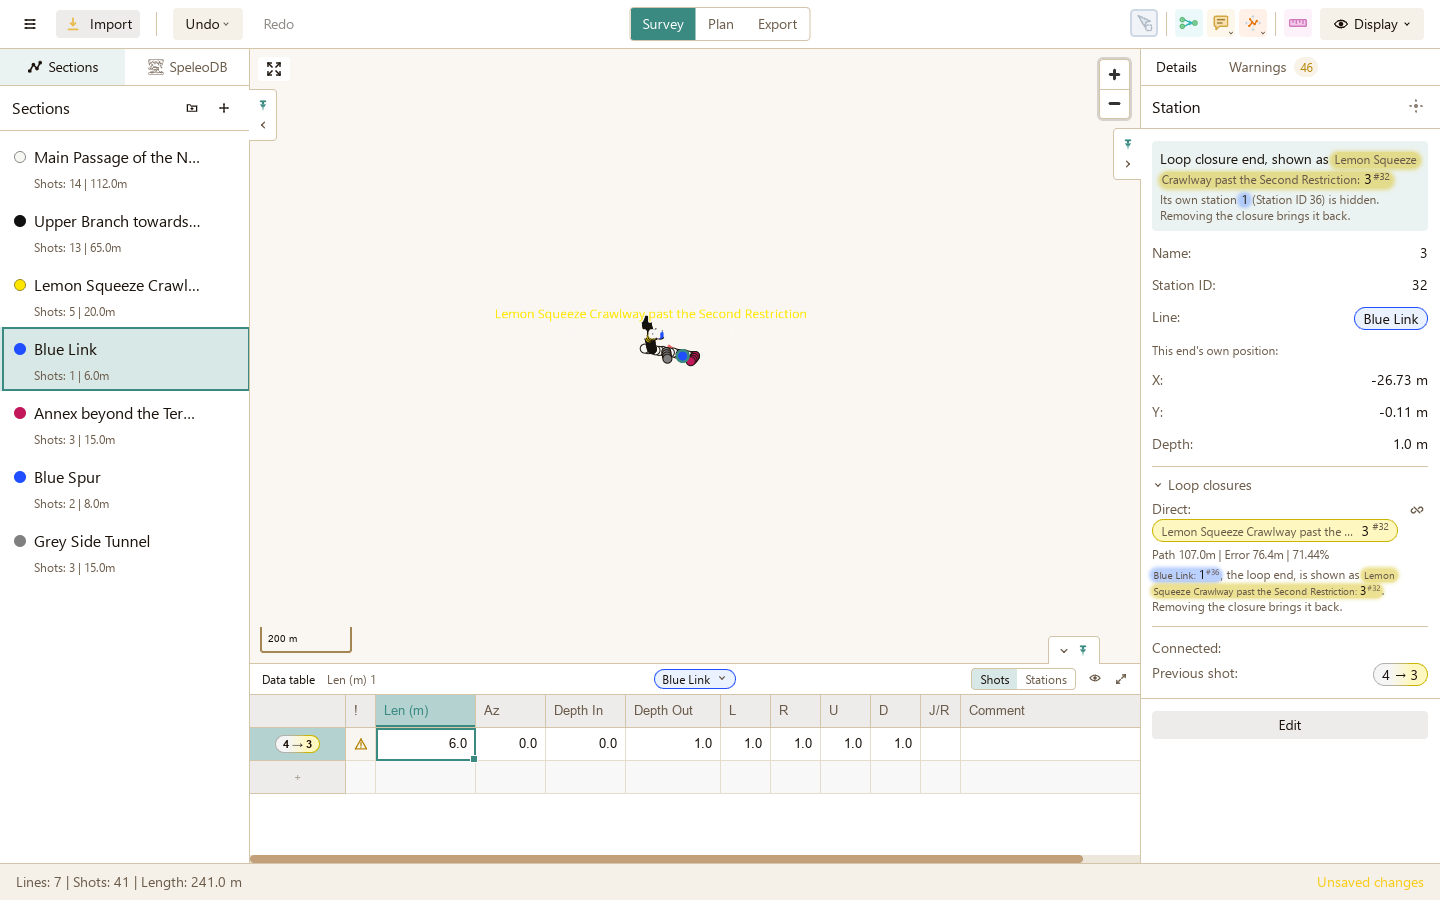 Import
Undo
Redo
Survey
Plan
Export
Display
Sections
SpeleoDB
Sections
Main Passage of the N...
Shots: 14 | 112.0m
Upper Branch towards...
Shots: 13 | 65.0m
Lemon Squeeze Crawl...
Shots: 5 | 20.0m
Blue Link
Shots: 1 | 6.0m
Annex beyond the Ter...
Shots: 3 | 15.0m
Blue Spur
Shots: 2 | 8.0m
Grey Side Tunnel
Shots: 3 | 15.0m
Lemon Squeeze Crawlway past the Second Restriction
200 m
Data table
Len (m) 1
Blue Link
Shots
Stations
! Len (m) Az Depth In Depth Out L R U D J/R Comment
4 → 3 6.0 0.0 0.0 1.0 1.0 1.0 1.0 1.0
+
Details
Warnings 46
Station
Loop closure end, shown as Lemon Squeeze
Crawlway past the Second Restriction: 3 #32
Its own station 1 (Station ID 36) is hidden.
Removing the closure brings it back.
Name: 3
Station ID: 32
Line: Blue Link
This end's own position:
X: -26.73 m
Y: -0.11 m
Depth: 1.0 m
Loop closures
Direct:
Lemon Squeeze Crawlway past the ... 3 #32
Path 107.0m | Error 76.4m | 71.44%
Blue Link: 1 #36, the loop end, is shown as Lemon
Squeeze Crawlway past the Second Restriction: 3 #32.
Removing the closure brings it back.
Connected:
Previous shot: 4 → 3
Edit
Lines: 7 | Shots: 41 | Length: 241.0 m
Unsaved changes